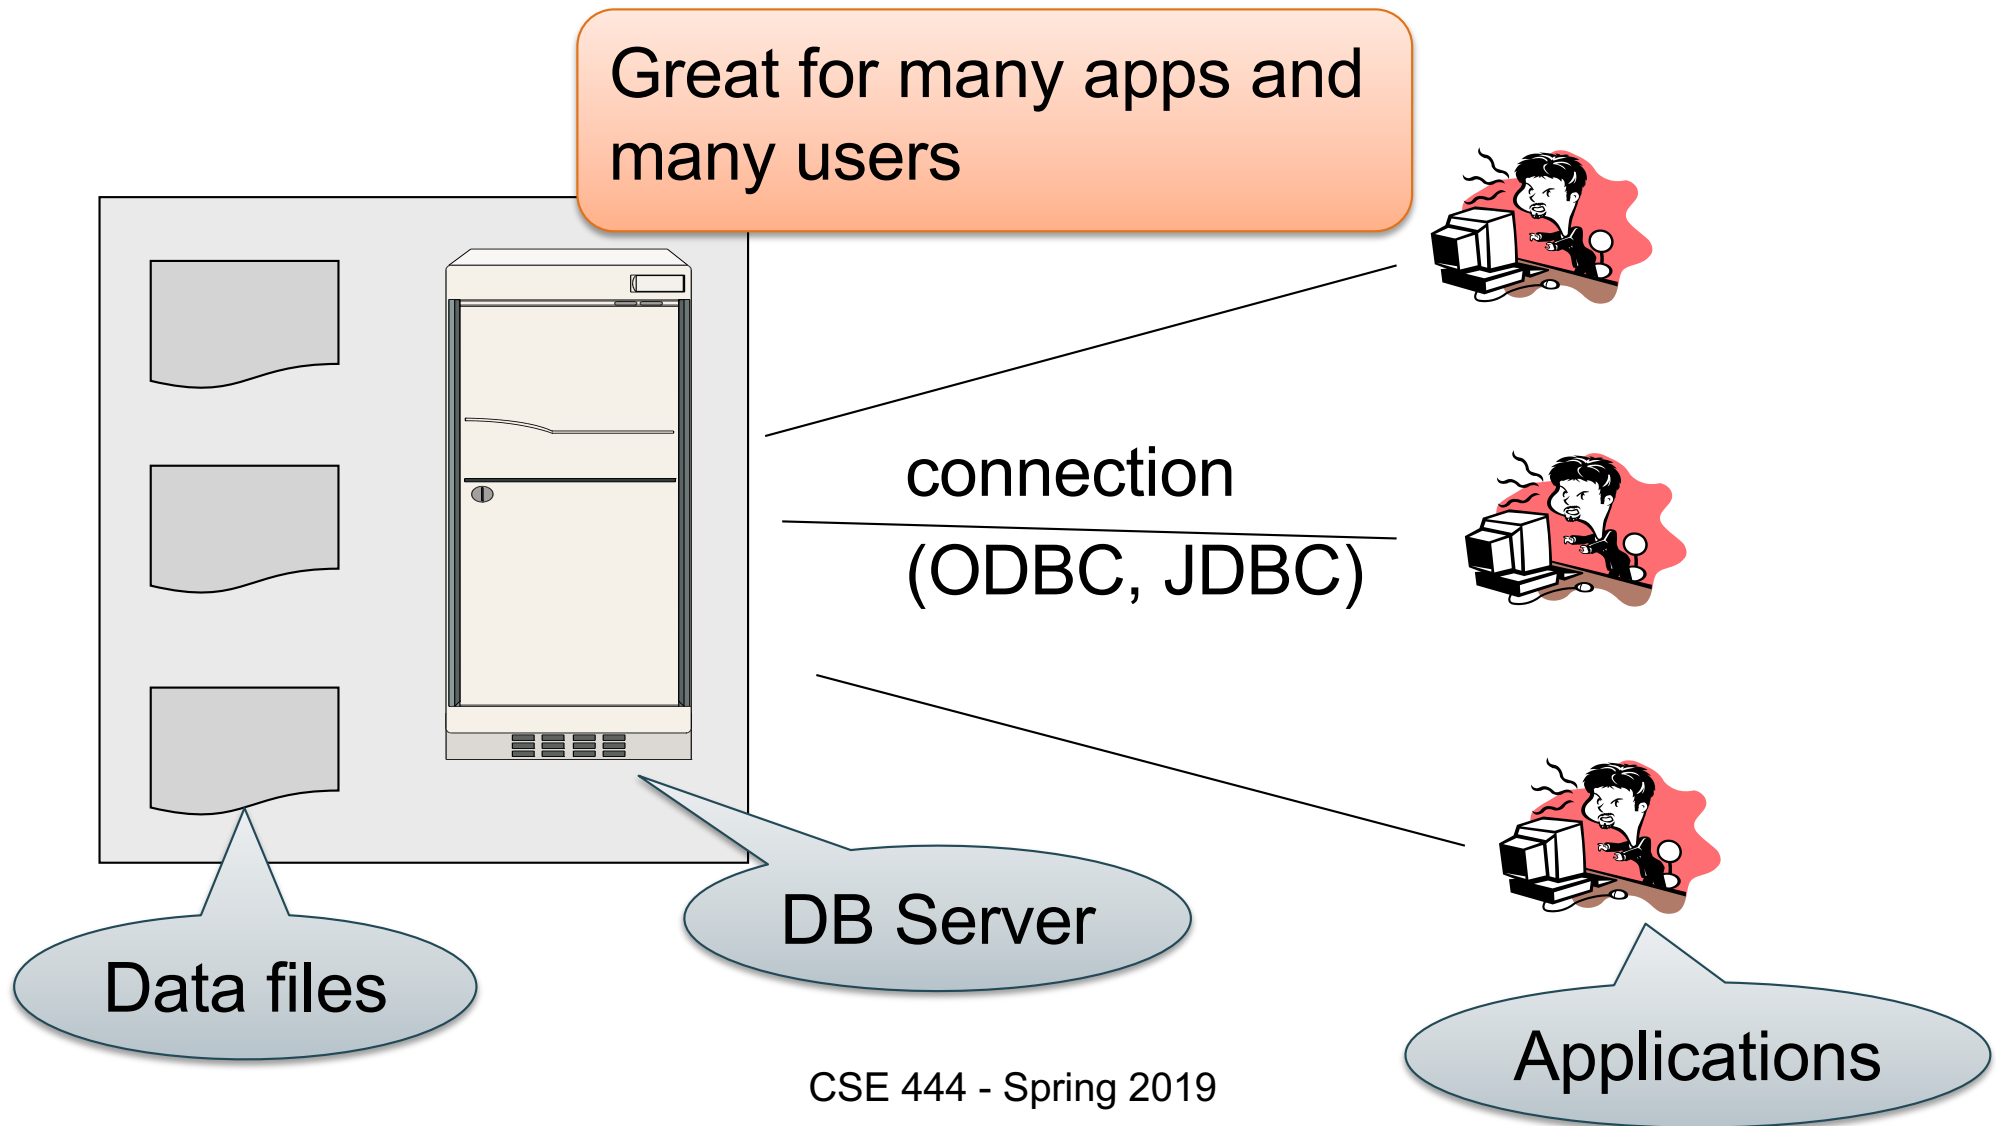 Great for many apps and
many users
connection
(ODBC, JDBC)
DB Server
Data files
Applications
CSE 444 - Spring 2019